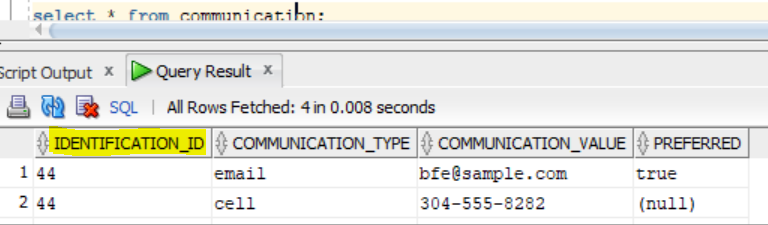 select * from communication;
Script Output x Query Result x
SQL | All Rows Fetched: 4 in 0.008 seconds
IDENTIFICATION_ID COMMUNICATION_TYPE COMMUNICATION_VALUE PREFERRED
1 44 email bfe@sample.com true
2 44 cell 304-555-8282 (null)